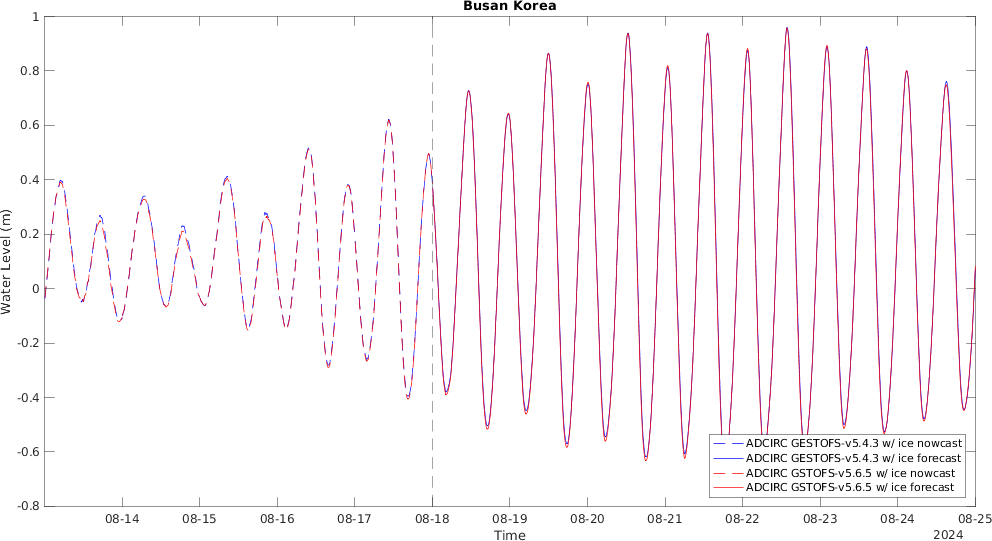 Busan Korea
Water Level (m)
1
0.8
0.6
0.4
0.2
0
-0.2
-0.4
-0.6
-0.8
ADCIRC GESTOFS-v5.4.3 w/ ice nowcast
ADCIRC GESTOFS-v5.4.3 w/ ice forecast
ADCIRC GSTOFS-v5.6.5 w/ ice nowcast
ADCIRC GSTOFS-v5.6.5 w/ ice forecast
08-14 08-15 08-16 08-17 08-18 08-19 08-20 08-21 08-22 08-23 08-24 08-25
Time
2024